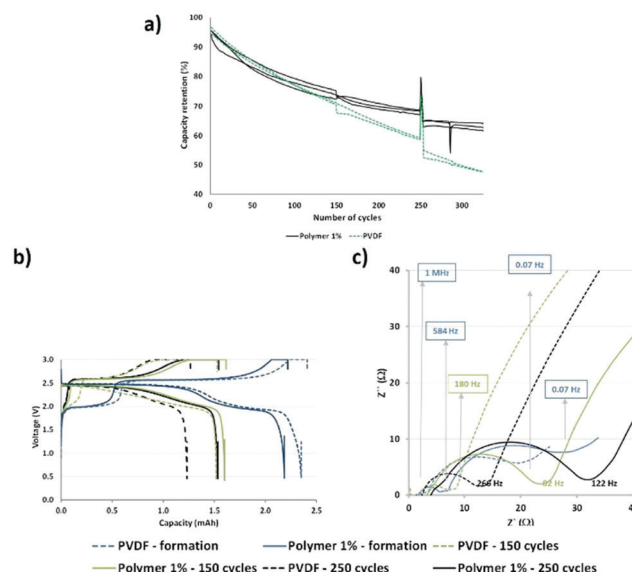 a)
Capacity retention (%)
100
90
80
70
60
50
40
0 50 100 150 200 250 300
Number of cycles
Polymer 1% PVDF
b)
Voltage (V)
3.0
2.5
2.0
1.5
1.0
0.5
0.0
0.0 0.5 1.0 1.5 2.0 2.5
Capacity (mAh)
c)
Z`` (Ω)
40
30
20
10
0
0 10 20 30 40
Z` (Ω)
1 MHz
0.07 Hz
584 Hz
180 Hz
0.07 Hz
266 Hz 82 Hz 122 Hz
PVDF - formation Polymer 1% - formation PVDF - 150 cycles
Polymer 1% - 150 cycles PVDF - 250 cycles Polymer 1% - 250 cycles